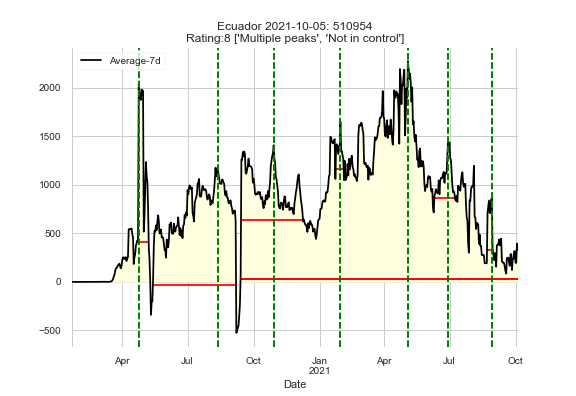 Ecuador 2021-10-05: 510954
Rating:8 ['Multiple peaks', 'Not in control']
Average-7d
2000
1500
1000
500
0
−500
Apr
Jul
Oct
Jan
2021
Apr
Jul
Oct
Date